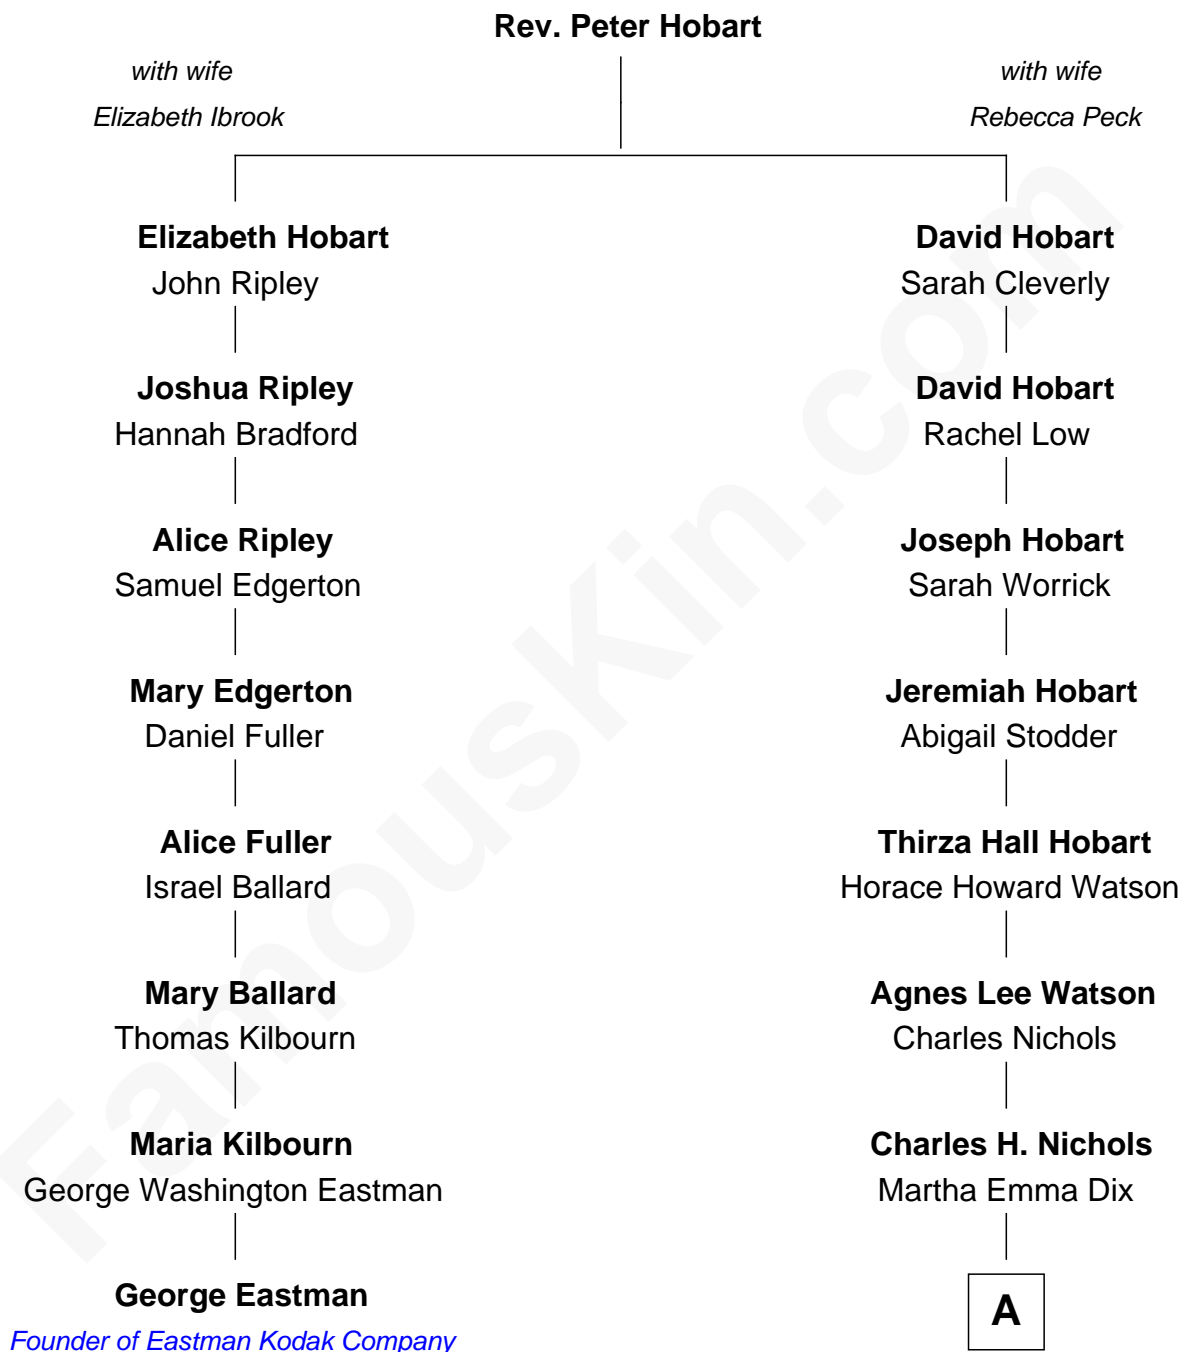 Rev. Peter Hobart
with wife
Elizabeth Ibrook
with wife
Rebecca Peck
Elizabeth Hobart
John Ripley
David Hobart
Sarah Cleverly
Joshua Ripley
Hannah Bradford
David Hobart
Rachel Low
Alice Ripley
Samuel Edgerton
Joseph Hobart
Sarah Worrick
Mary Edgerton
Daniel Fuller
Jeremiah Hobart
Abigail Stodder
Alice Fuller
Israel Ballard
Thirza Hall Hobart
Horace Howard Watson
Mary Ballard
Thomas Kilbourn
Agnes Lee Watson
Charles Nichols
Maria Kilbourn
George Washington Eastman
Charles H. Nichols
Martha Emma Dix
George Eastman
Founder of Eastman Kodak Company
A
FamousKin.com